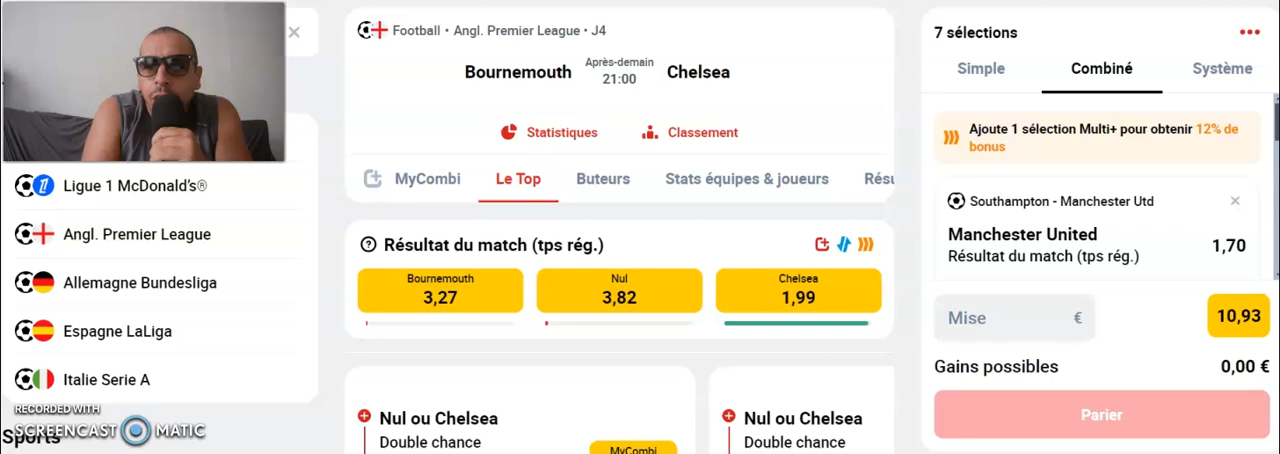 Football • Angl. Premier League • J4
Bournemouth
Après-demain
21:00
Chelsea
Statistiques
Classement
MyCombi
Le Top
Buteurs
Stats équipes & joueurs
Résu
Résultat du match (tps rég.)
Bournemouth
3,27
Nul
3,82
Chelsea
1,99
Nul ou Chelsea
Double chance
MyCombi
Nul ou Chelsea
Double chance
Ligue 1 McDonald's®
Angl. Premier League
Allemagne Bundesliga
Espagne LaLiga
Italie Serie A
Sports
RECORDED WITH
SCREENCAST MATIC
7 sélections
Simple
Combiné
Système
Ajoute 1 sélection Multi+ pour obtenir 12% de
bonus
Southampton - Manchester Utd
Manchester United
Résultat du match (tps rég.)
1,70
Mise €
10,93
Gains possibles
0,00 €
Parier